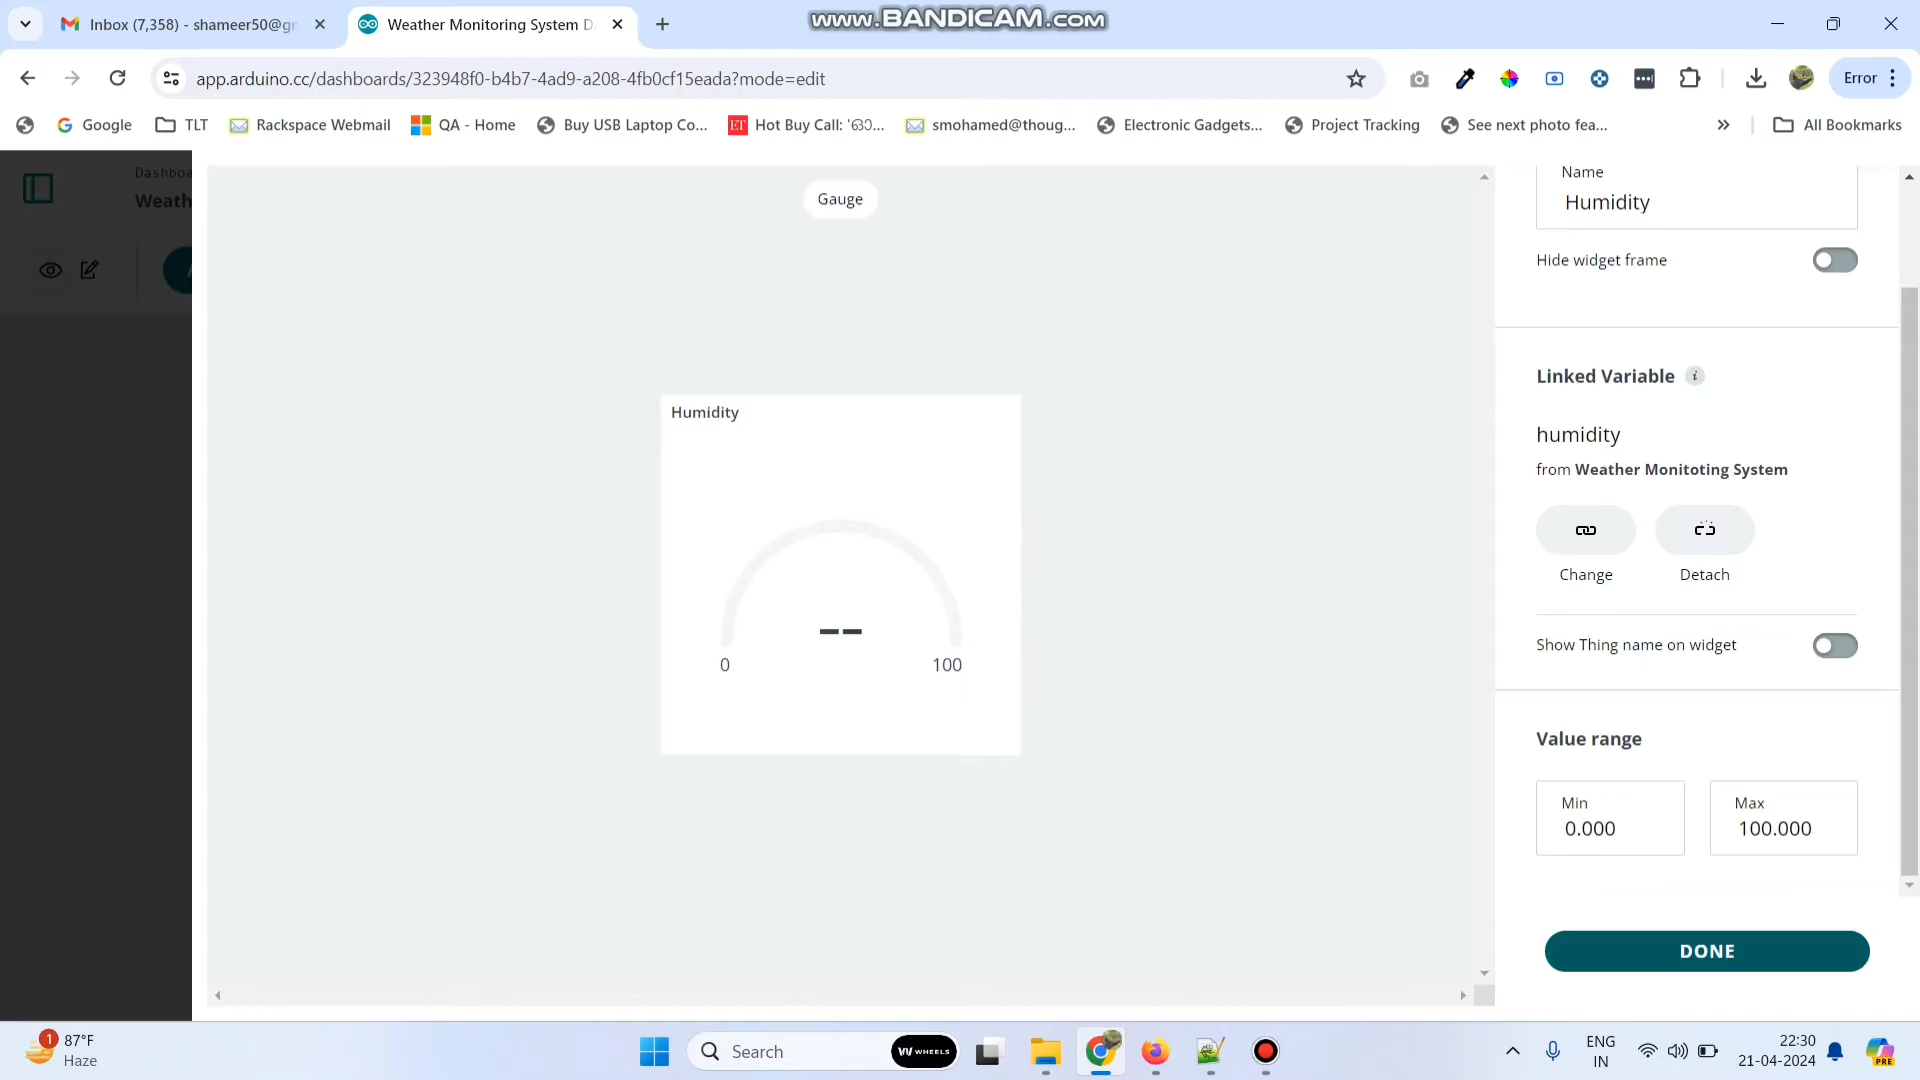 Inbox (7,358) - shameer50@gm
Weather Monitoring System D
www.BANDICAM.com
app.arduino.cc/dashboards/323948f0-b4b7-4ad9-a208-4fb0cf15eada?mode=edit
Error
Google
TLT
Rackspace Webmail
QA - Home
Buy USB Laptop Co...
Hot Buy Call: 'ഓാ...
smohamed@thoug...
Electronic Gadgets...
Project Tracking
See next photo fea...
All Bookmarks
Dashboa
Weath
Gauge
Humidity
--
0
100
Name
Humidity
Hide widget frame
Linked Variable
humidity
from Weather Monitoting System
Change
Detach
Show Thing name on widget
Value range
Min
0.000
Max
100.000
DONE
1
87°F
Haze
Search
WHEELS
ENG
IN
22:30
21-04-2024
PRE